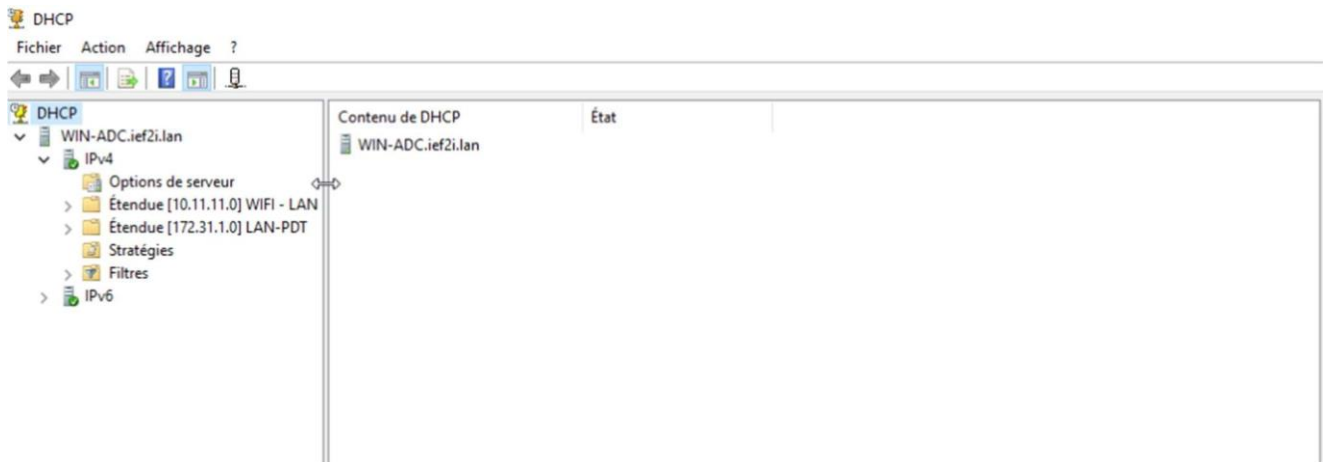 DHCP
Fichier Action Affichage ?
DHCP
WIN-ADC.ief2i.lan
IPv4
Options de serveur
Étendue [10.11.11.0] WIFI - LAN
Étendue [172.31.1.0] LAN-PDT
Stratégies
Filtres
IPv6
Contenu de DHCP État
WIN-ADC.ief2i.lan